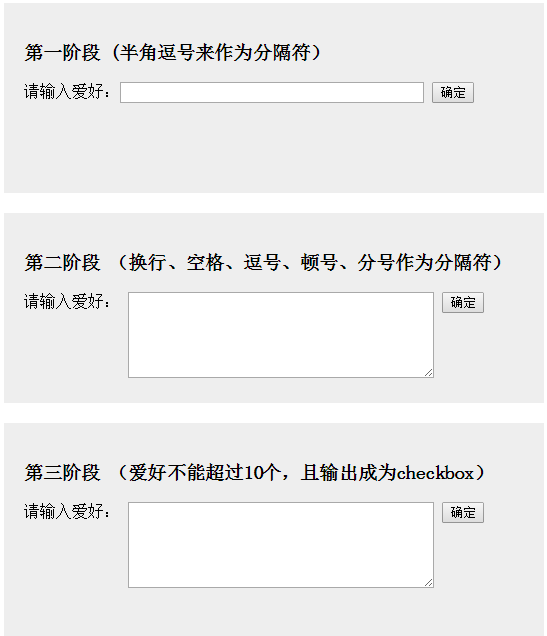 第一阶段（半角逗号来作为分隔符）
请输入爱好： 确定
第二阶段 （换行、空格、逗号、顿号、分号作为分隔符）
请输入爱好： 确定
第三阶段 （爱好不能超过10个，且输出成为checkbox）
请输入爱好： 确定